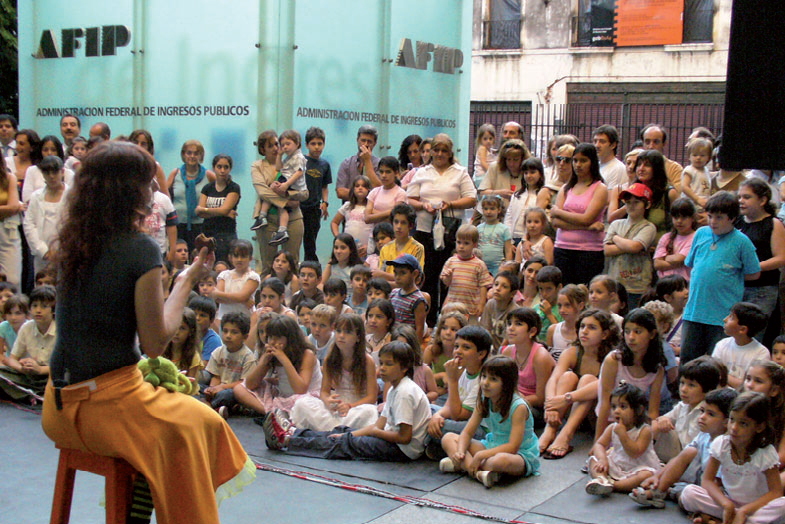 AFIP
AFIP
ADMINISTRACION FEDERAL DE INGRESOS PUBLICOS
ADMINISTRACION FEDERAL DE INGRESOS PUBLICOS